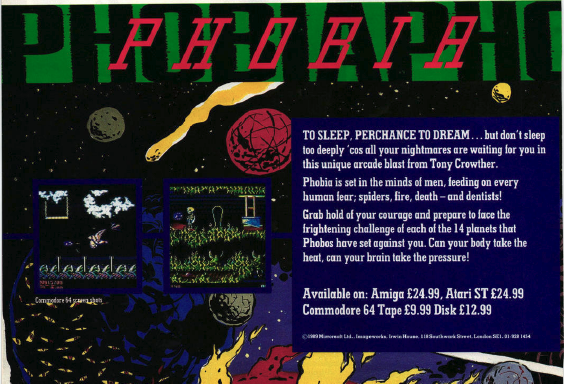 PHOBIAPHO
PHOBIA
TO SLEEP, PERCHANCE TO DREAM... but don't sleep
too deeply 'cos all your nightmares are waiting for you in
this unique arcade blast from Tony Crowther.
Phobia is set in the minds of men, feeding on every
human fear; spiders, fire, death – and dentists!
Grab hold of your courage and prepare to face the
frightening challenge of each of the 14 planets that
Phobos have set against you. Can your body take the
heat, can your brain take the pressure!
Available on: Amiga £24.99, Atari ST £24.99
Commodore 64 Tape £9.99 Disk £12.99
Commodore 64 screen shots
©1989 Mirrorsoft Ltd., Imageworks, Irwin House, 118 Southwark Street, London SE1. 01-928 1454